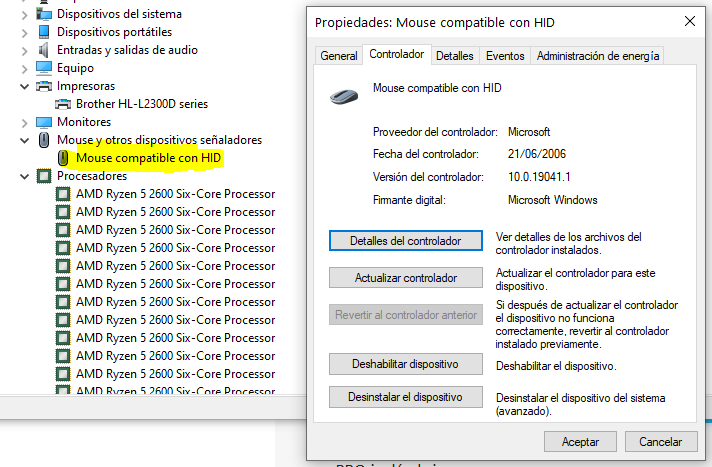 Dispositivos del sistema
Dispositivos portátiles
Entradas y salidas de audio
Equipo
Impresoras
Brother HL-L2300D series
Monitores
Mouse y otros dispositivos señaladores
Mouse compatible con HID
Procesadores
AMD Ryzen 5 2600 Six-Core Processor
AMD Ryzen 5 2600 Six-Core Processor
AMD Ryzen 5 2600 Six-Core Processor
AMD Ryzen 5 2600 Six-Core Processor
AMD Ryzen 5 2600 Six-Core Processor
AMD Ryzen 5 2600 Six-Core Processor
AMD Ryzen 5 2600 Six-Core Processor
AMD Ryzen 5 2600 Six-Core Processor
AMD Ryzen 5 2600 Six-Core Processor
AMD Ryzen 5 2600 Six-Core Processor
AMD Ryzen 5 2600 Six-Core Processor
AMD Ryzen 5 2600 Six-Core Processor
Propiedades: Mouse compatible con HID
General Controlador Detalles Eventos Administración de energía
Mouse compatible con HID
Proveedor del controlador: Microsoft
Fecha del controlador: 21/06/2006
Versión del controlador: 10.0.19041.1
Firmante digital: Microsoft Windows
Detalles del controlador
Ver detalles de los archivos del
controlador instalados.
Actualizar controlador
Actualizar el controlador para este
dispositivo.
Revertir al controlador anterior
Si después de actualizar el controlador
el dispositivo no funciona
correctamente, revertir al controlador
instalado previamente.
Deshabilitar dispositivo
Deshabilitar el dispositivo.
Desinstalar el dispositivo
Desinstalar el dispositivo del sistema
(avanzado).
Aceptar Cancelar